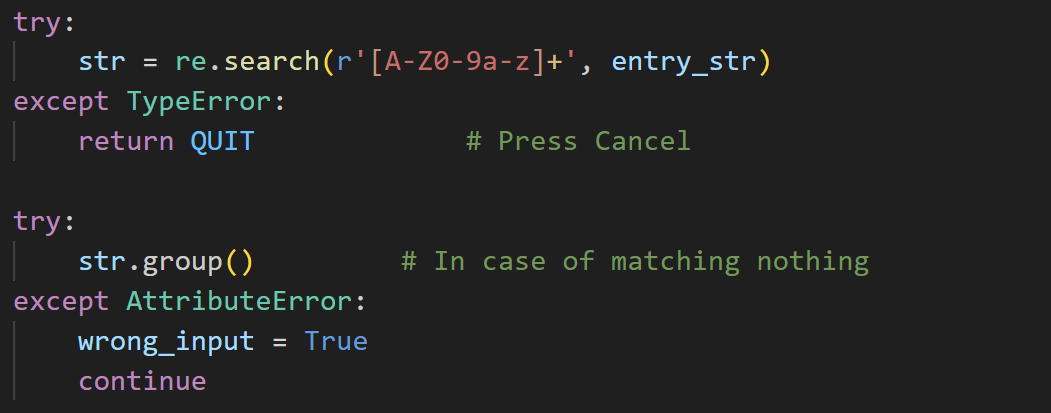 try:
    str = re.search(r'[A-Z0-9a-z]+', entry_str)
except TypeError:
    return QUIT             # Press Cancel

try:
    str.group()         # In case of matching nothing
except AttributeError:
    wrong_input = True
    continue